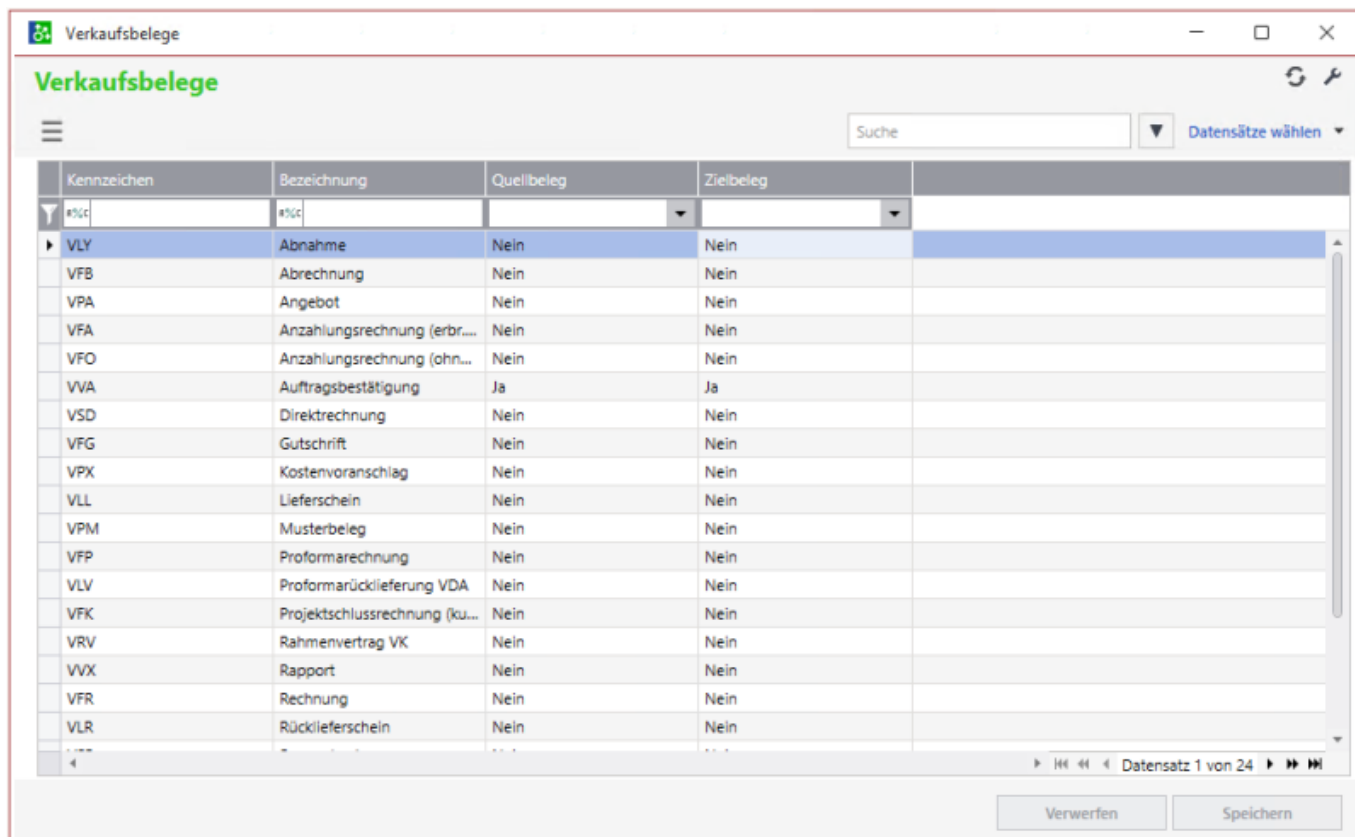 Verkaufsbelege
Verkaufsbelege
Suche
Datensätze wählen
Kennzeichen Bezeichnung Quellbeleg Zielbeleg
VLY Abnahme Nein Nein
VFB Abrechnung Nein Nein
VPA Angebot Nein Nein
VFA Anzahlungsrechnung (erbr.... Nein Nein
VFO Anzahlungsrechnung (ohn... Nein Nein
VVA Auftragsbestätigung Ja Ja
VSD Direktrechnung Nein Nein
VFG Gutschrift Nein Nein
VPX Kostenvoranschlag Nein Nein
VLL Lieferschein Nein Nein
VPM Musterbeleg Nein Nein
VFP Proformarechnung Nein Nein
VLV Proformarücklieferung VDA Nein Nein
VFK Projektschlussrechnung (ku... Nein Nein
VRV Rahmenvertrag VK Nein Nein
VVX Rapport Nein Nein
VFR Rechnung Nein Nein
VLR Rücklieferschein Nein Nein
Datensatz 1 von 24
Verwerfen Speichern